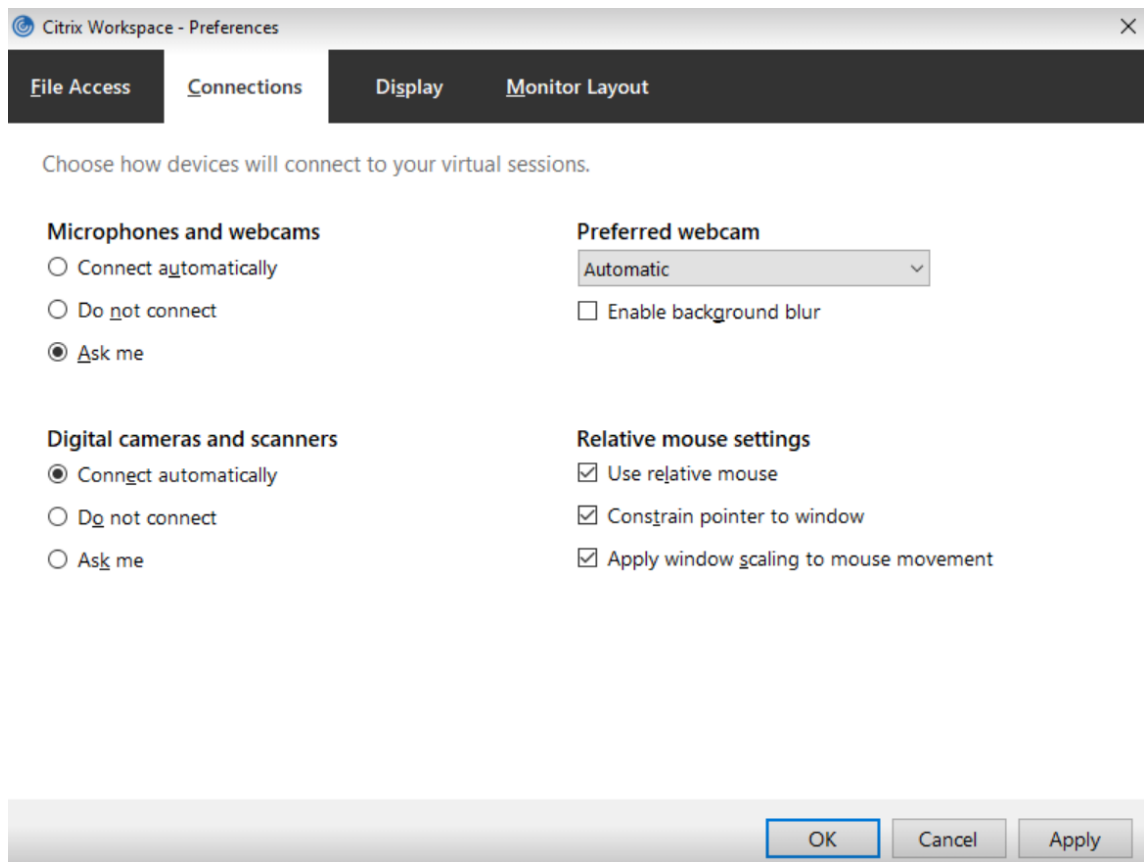 Citrix Workspace - Preferences
File Access
Connections
Display
Monitor Layout
Choose how devices will connect to your virtual sessions.
Microphones and webcams
Connect automatically
Do not connect
Ask me
Preferred webcam
Automatic
Enable background blur
Digital cameras and scanners
Connect automatically
Do not connect
Ask me
Relative mouse settings
Use relative mouse
Constrain pointer to window
Apply window scaling to mouse movement
OK
Cancel
Apply